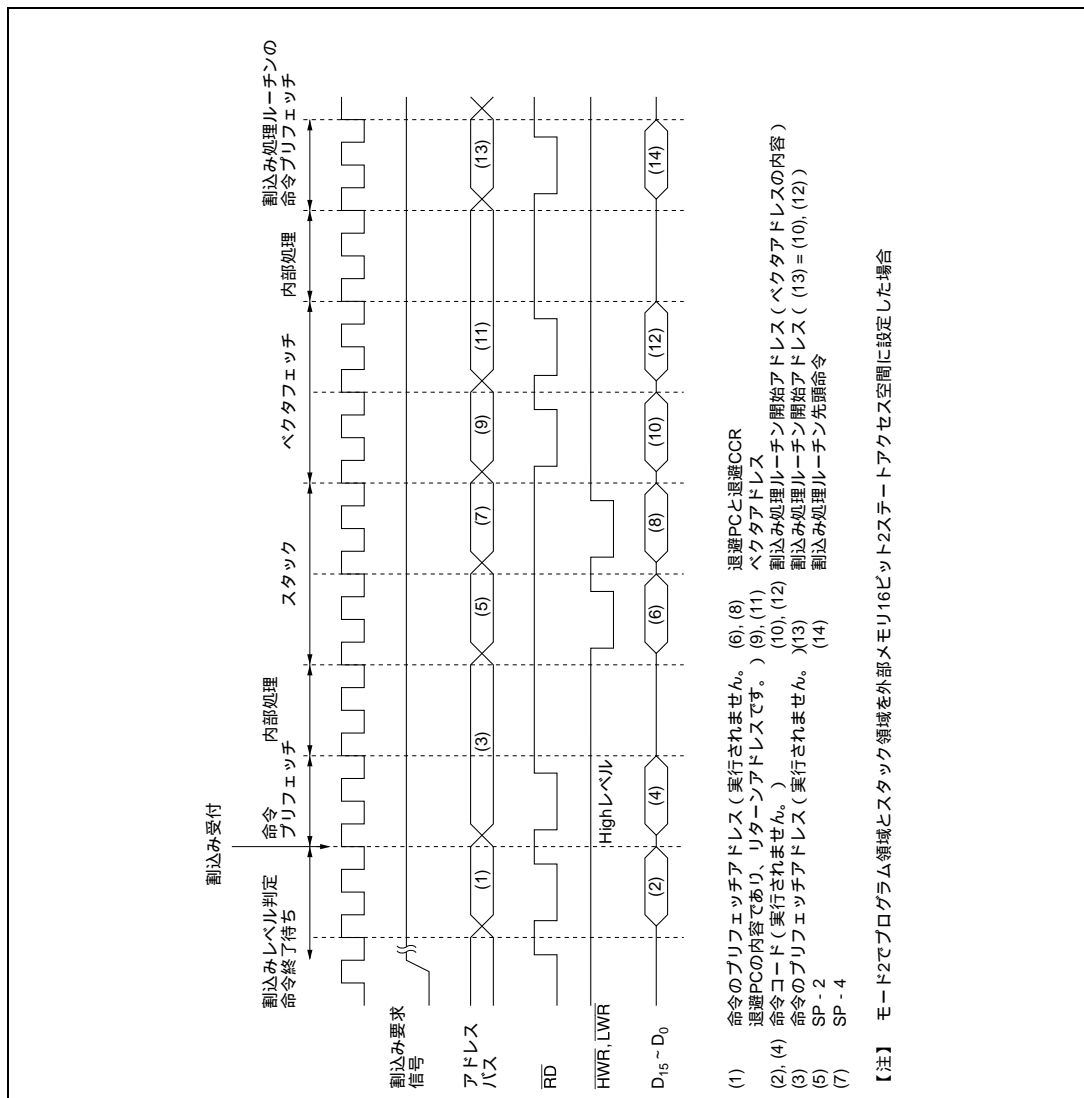 割込み受付
割込みレベル判定
命令終了待ち
命令
プリフェッチ
内部処理
スタック
ベクタフェッチ
内部処理
割込み処理ルーチンの
命令プリフェッチ
割込み要求
信号
アドレス
バス
(1)
(3)
(5)
(7)
(9)
(11)
(13)
RD
HWR, LWR
Highレベル
D15 ~ D0
(2)
(4)
(6)
(8)
(10)
(12)
(14)
(1) 命令のプリフェッチアドレス（実行されません。
退避PCの内容であり、リターンアドレスです。）
(2), (4) 命令コード（実行されません。）
(3) 命令のプリフェッチアドレス（実行されません。）
(5) SP - 2
(7) SP - 4
(6), (8) 退避PCと退避CCR
(9), (11) ベクタアドレス
(10), (12) 割込み処理ルーチン開始アドレス（ベクタアドレスの内容）
(13) 割込み処理ルーチン開始アドレス（(13) = (10), (12)）
(14) 割込み処理ルーチン先頭命令
【注】 モード2でプログラム領域とスタック領域を外部メモリ16ビット2ステートアクセス空間に設定した場合